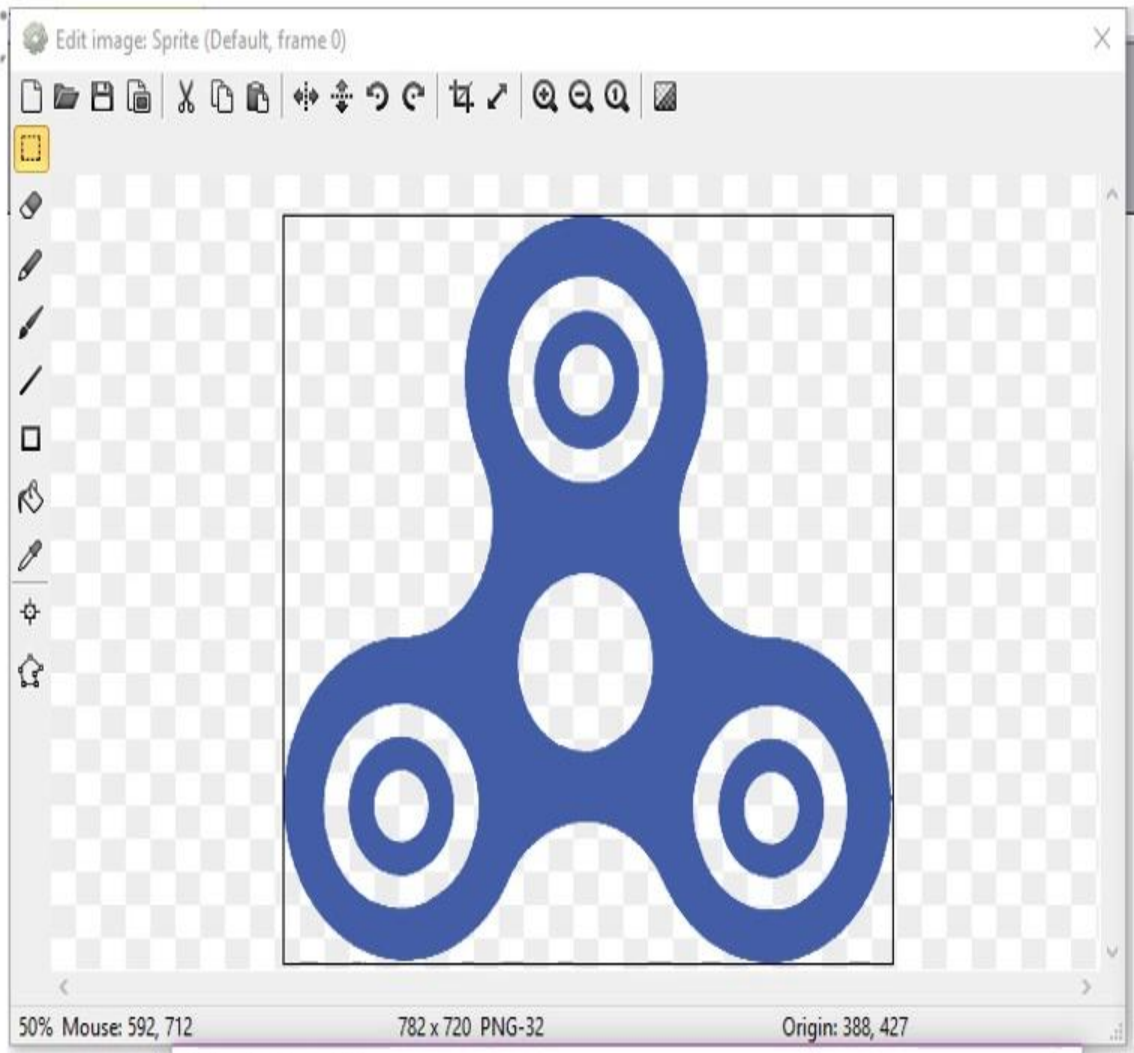 Edit image: Sprite (Default, frame 0)
50% Mouse: 592, 712 782 x 720 PNG-32 Origin: 388, 427